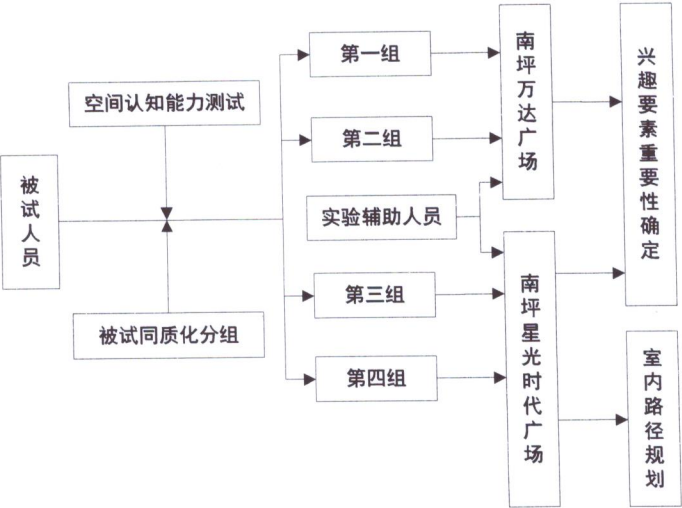 被试人员
空间认知能力测试
被试同质化分组
第一组
第二组
实验辅助人员
第三组
第四组
南坪万达广场
南坪星光时代广场
兴趣要素重要性确定
室内路径规划